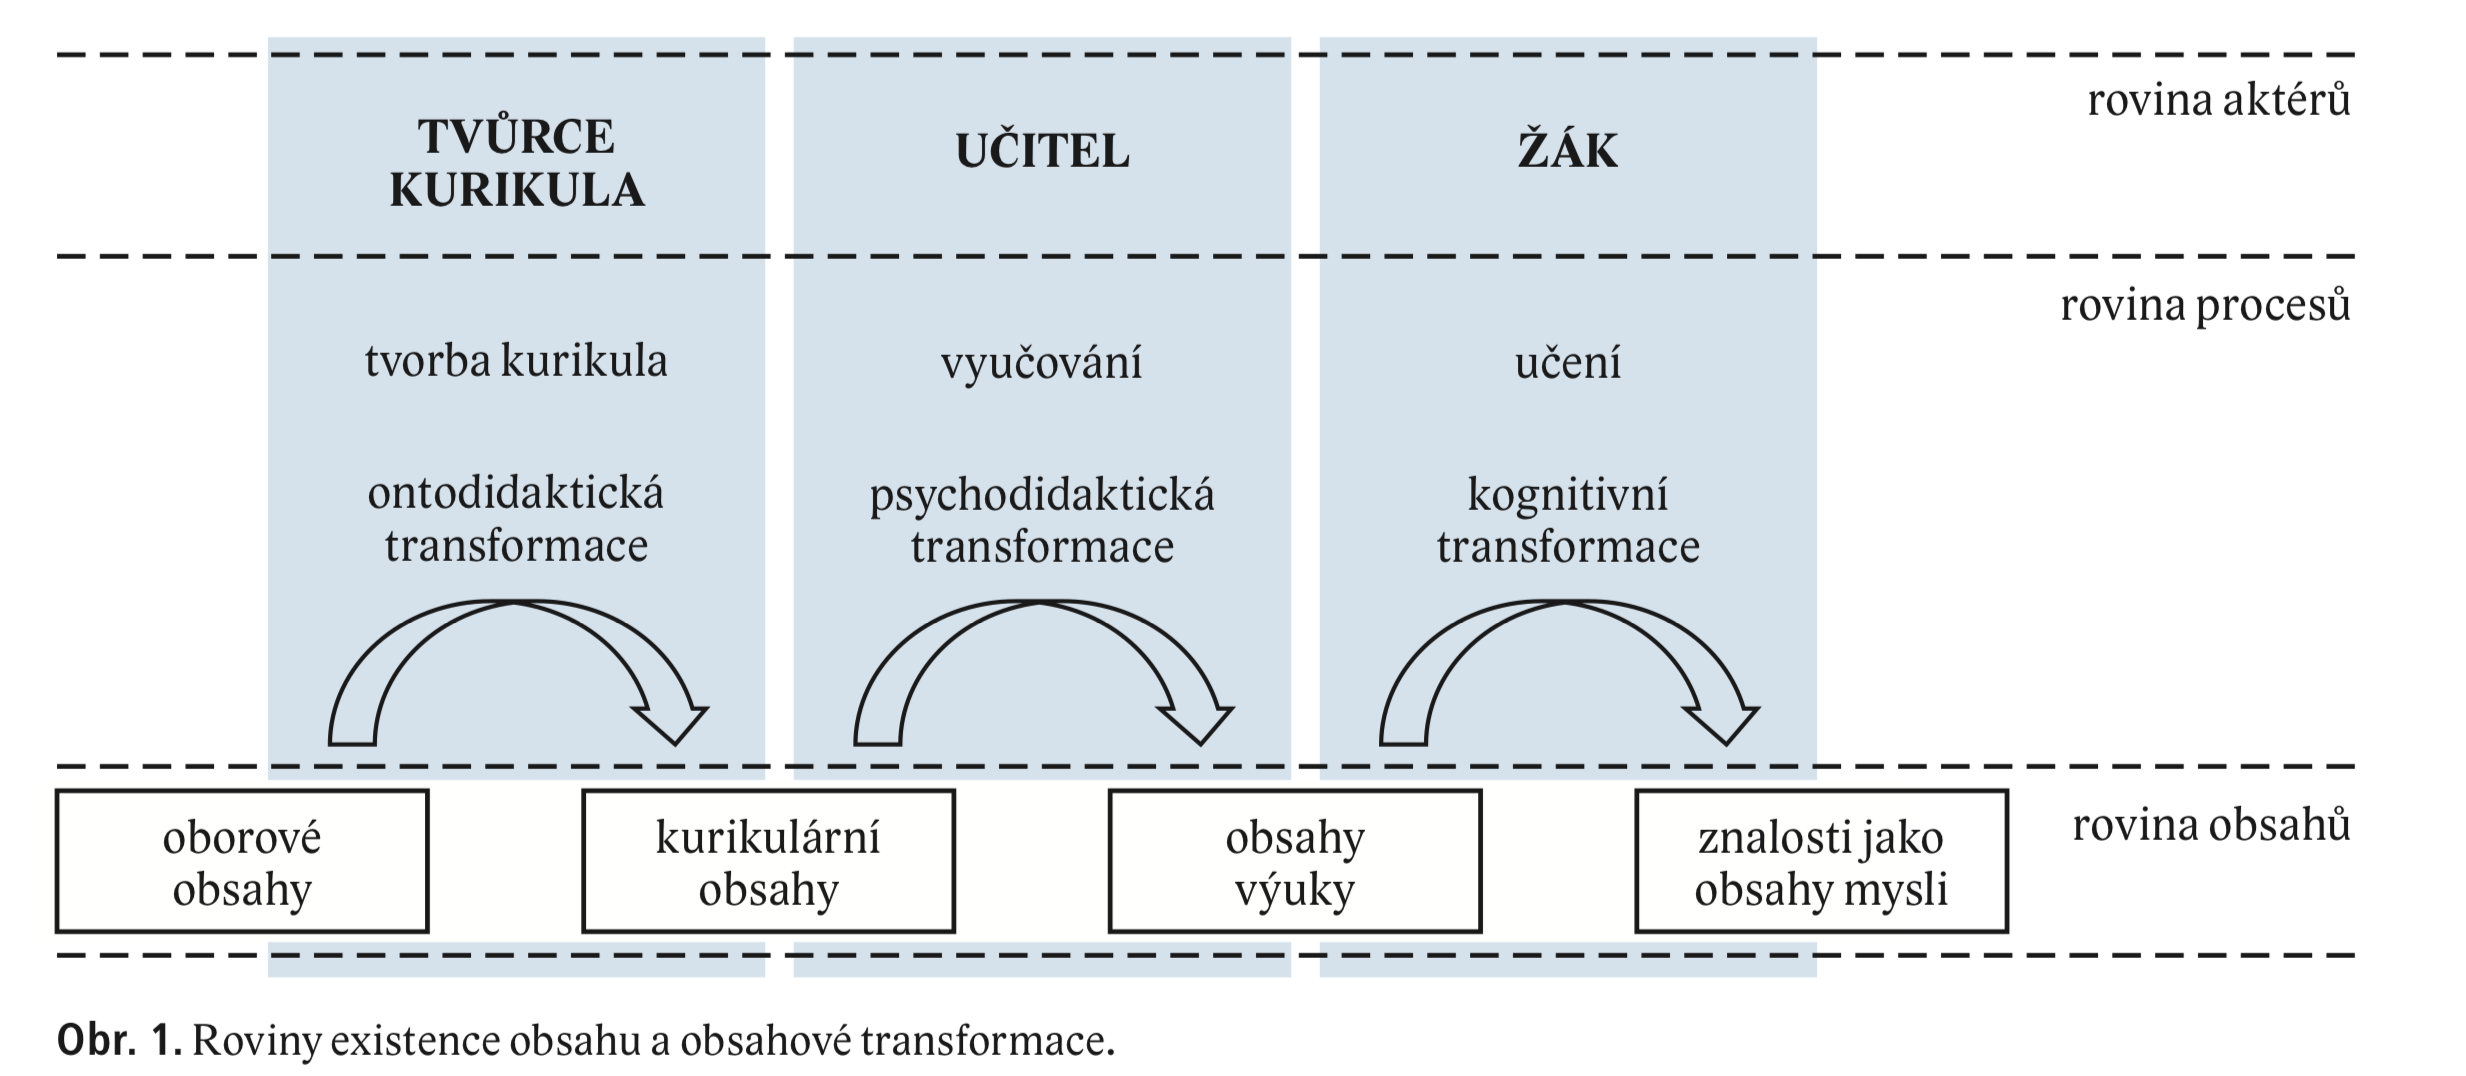 rovina aktérů
TVŮRCE
KURIKULA
UČITEL
ŽÁK
rovina procesů
tvorba kurikula
vyučování
učení
ontodidaktická
transformace
psychodidaktická
transformace
kognitivní
transformace
oborové
obsahy
kurikulární
obsahy
obsahy
výuky
znalosti jako
obsahy mysli
rovina obsahů
Obr. 1. Roviny existence obsahu a obsahové transformace.